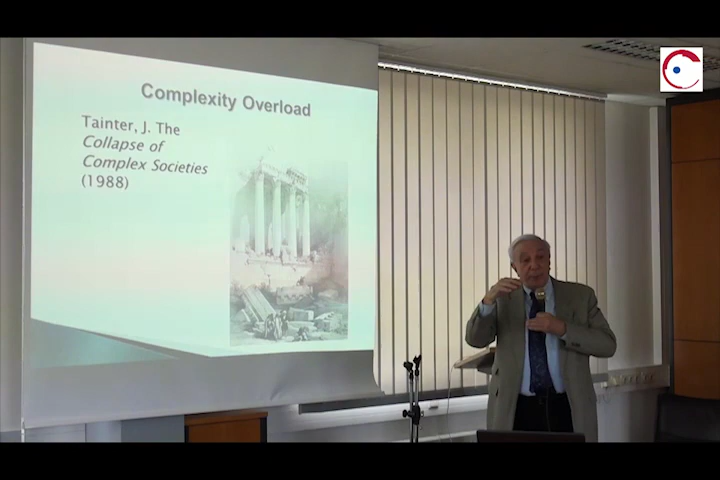 Complexity Overload
Tainter, J. The
Collapse of
Complex Societies
(1988)